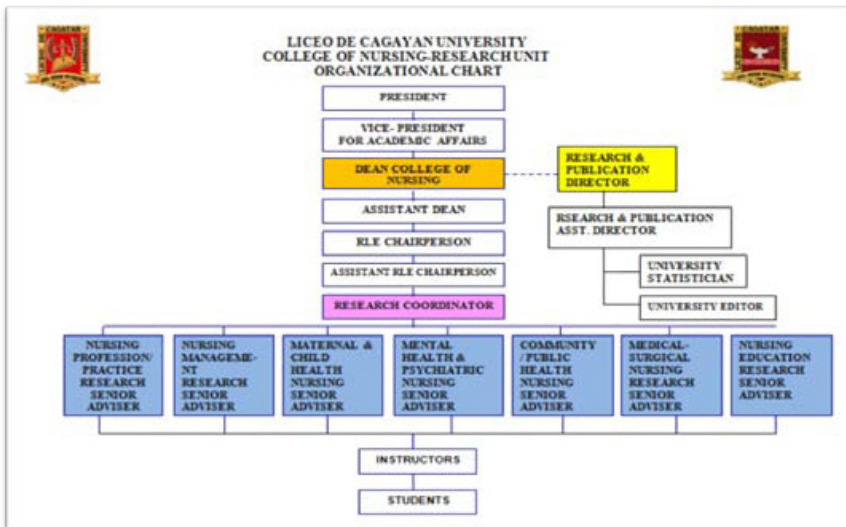 LICEO DE CAGAYAN UNIVERSITY
COLLEGE OF NURSING-RESEARCH UNIT
ORGANIZATIONAL CHART
PRESIDENT
VICE- PRESIDENT
FOR ACADEMIC AFFAIRS
DEAN COLLEGE OF
NURSING
RESEARCH &
PUBLICATION
DIRECTOR
ASSISTANT DEAN
RSEARCH & PUBLICATION
ASST. DIRECTOR
RLE CHAIRPERSON
ASSISTANT RLE CHAIRPERSON
UNIVERSITY
STATISTICIAN
RESEARCH COORDINATOR
UNIVERSITY EDITOR
NURSING
PROFESSION/
PRACTICE
RESEARCH
SENIOR
ADVISER
NURSING
MANAGEME-
NT
RESEARCH
SENIOR
ADVISER
MATERNAL &
CHILD
HEALTH
NURSING
SENIOR
ADVISER
MENTAL
HEALTH &
PSYCHIATRIC
NURSING
SENIOR
ADVISER
COMMUNITY
/ PUBLIC
HEALTH
NURSING
SENIOR
ADVISER
MEDICAL-
SURGICAL
NURSING
RESEARCH
SENIOR
ADVISER
NURSING
EDUCATION
RESEARCH
SENIOR
ADVISER
INSTRUCTORS
STUDENTS